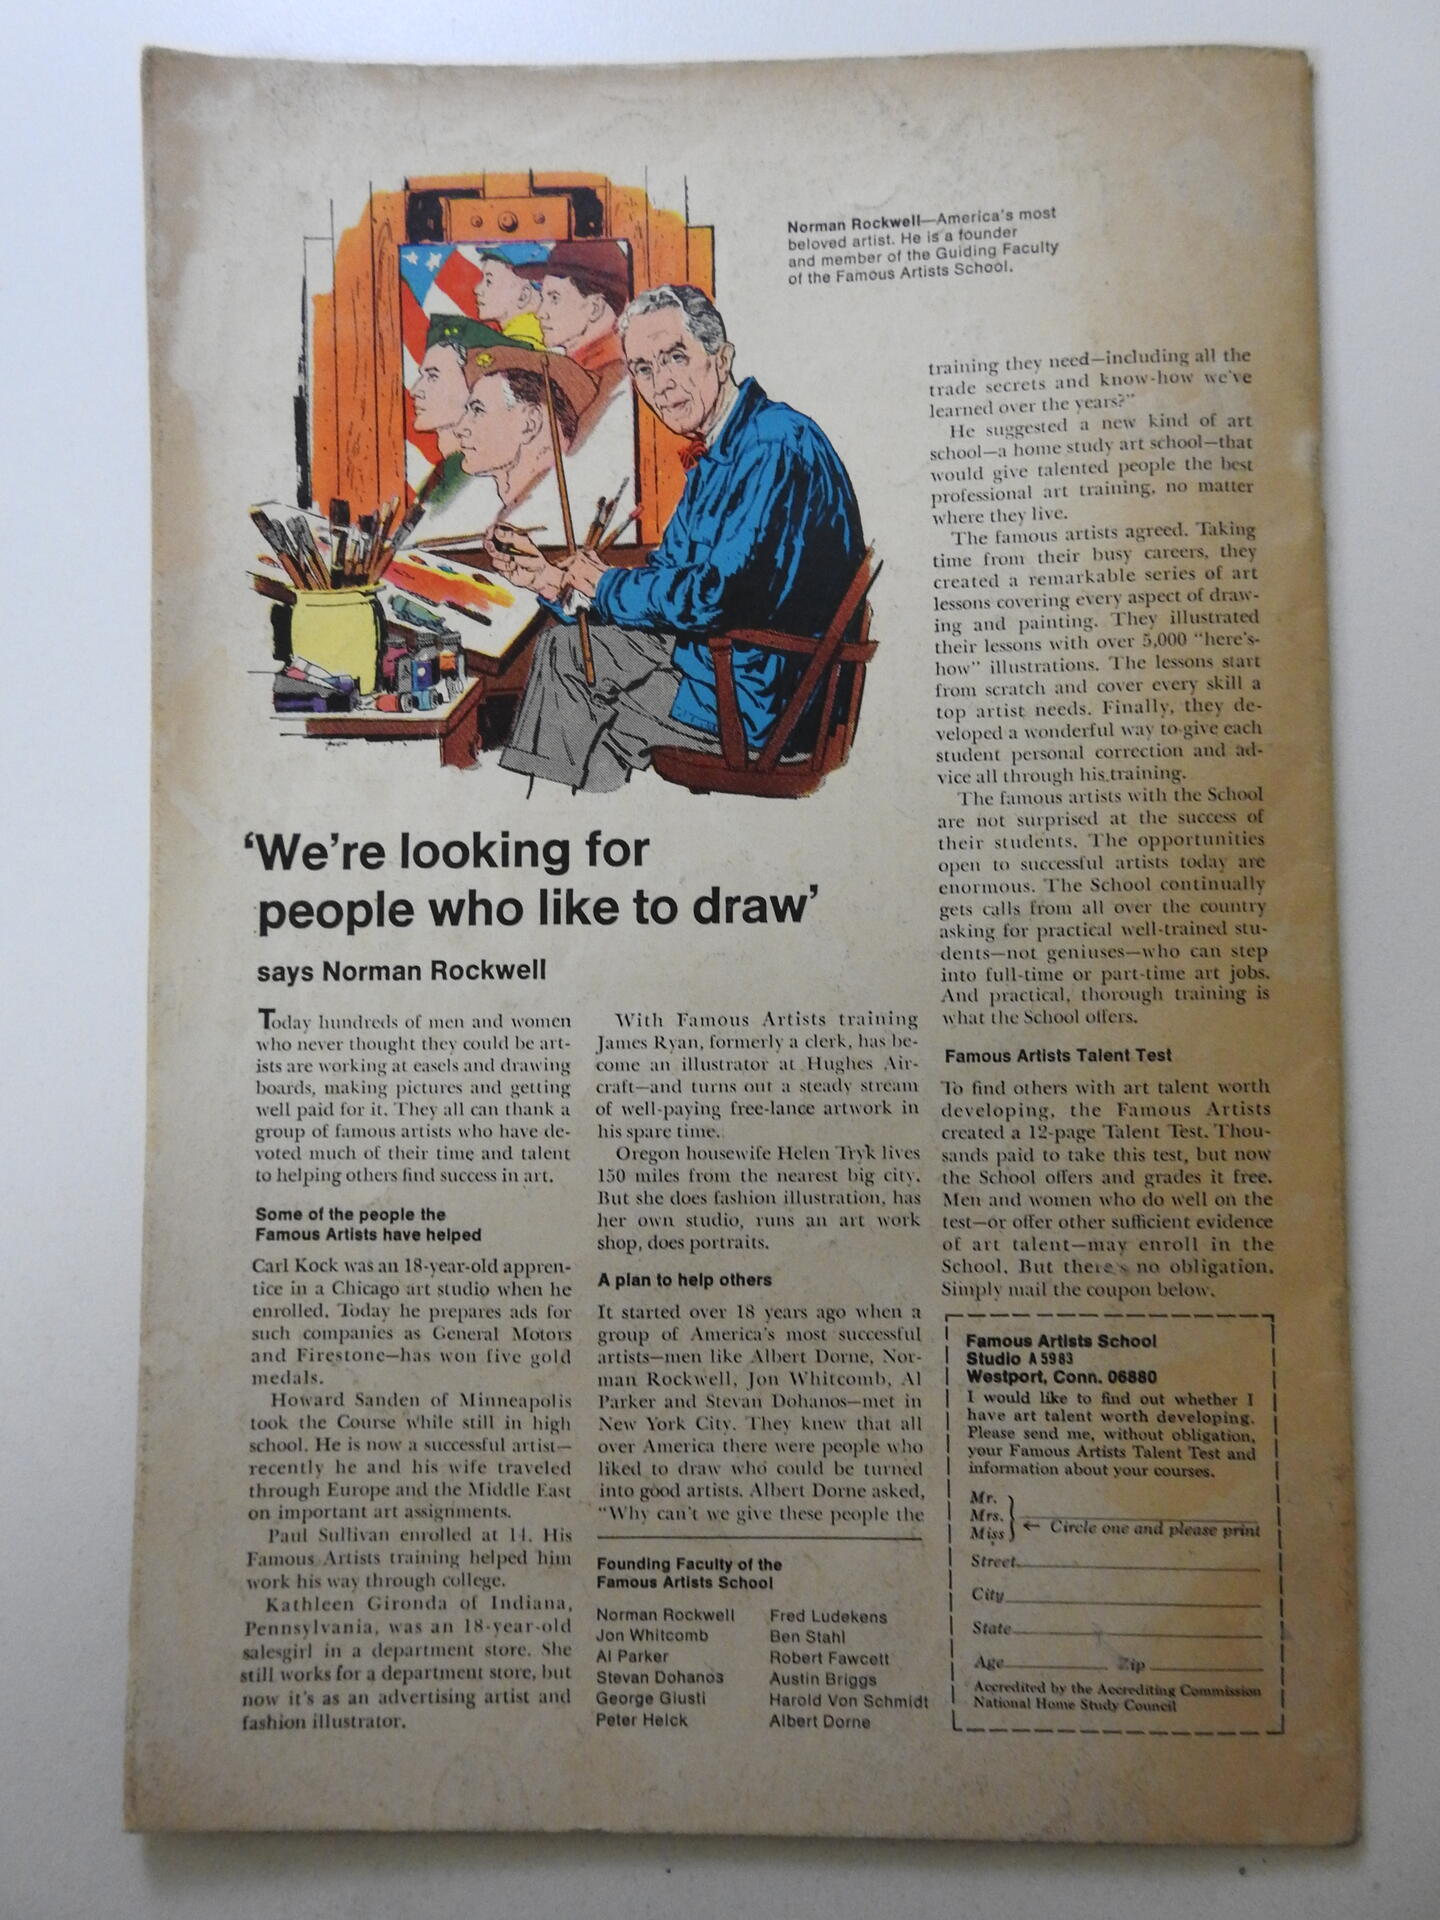 Norman Rockwell—America's most
beloved artist. He is a founder
and member of the Guiding Faculty
of the Famous Artists School.
'We're looking for
people who like to draw'
says Norman Rockwell
Today hundreds of men and women
who never thought they could be art-
ists are working at easels and drawing
boards, making pictures and getting
well paid for it. They all can thank a
group of famous artists who have de-
voted much of their time and talent
to helping others find success in art.
Some of the people the
Famous Artists have helped
Carl Kock was an 18-year-old appren-
tice in a Chicago art studio when he
enrolled. Today he prepares ads for
such companies as General Motors
and Firestone—has won five gold
medals.
Howard Sanden of Minneapolis
took the Course while still in high
school. He is now a successful artist—
recently he and his wife traveled
through Europe and the Middle East
on important art assignments.
Paul Sullivan enrolled at 14. His
Famous Artists training helped him
work his way through college.
Kathleen Gironda of Indiana,
Pennsylvania, was an 18-year-old
salesgirl in a department store. She
still works for a department store, but
now it's as an advertising artist and
fashion illustrator.
With Famous Artists training
James Ryan, formerly a clerk, has be-
come an illustrator at Hughes Air-
craft—and turns out a steady stream
of well-paying free-lance artwork in
his spare time.
Oregon housewife Helen Tryk lives
150 miles from the nearest big city.
But she does fashion illustration, has
her own studio, runs an art work
shop, does portraits.
A plan to help others
It started over 18 years ago when a
group of America's most successful
artists—men like Albert Dorne, Nor-
man Rockwell, Jon Whitcomb, Al
Parker and Stevan Dohanos—met in
New York City. They knew that all
over America there were people who
liked to draw who could be turned
into good artists. Albert Dorne asked,
"Why can't we give these people the
Founding Faculty of the
Famous Artists School
Norman Rockwell
Jon Whitcomb
Al Parker
Stevan Dohanos
George Giusti
Peter Helck
Fred Ludekens
Ben Stahl
Robert Fawcett
Austin Briggs
Harold Von Schmidt
Albert Dorne
training they need—including all the
trade secrets and know-how we've
learned over the years?"
He suggested a new kind of art
school—a home study art school—that
would give talented people the best
professional art training, no matter
where they live.
The famous artists agreed. Taking
time from their busy careers, they
created a remarkable series of art
lessons covering every aspect of draw-
ing and painting. They illustrated
their lessons with over 5,000 "here's-
how" illustrations. The lessons start
from scratch and cover every skill a
top artist needs. Finally, they de-
veloped a wonderful way to give each
student personal correction and ad-
vice all through his training.
The famous artists with the School
are not surprised at the success of
their students. The opportunities
open to successful artists today are
enormous. The School continually
gets calls from all over the country
asking for practical well-trained stu-
dents—not geniuses—who can step
into full-time or part-time art jobs.
And practical, thorough training is
what the School offers.
Famous Artists Talent Test
To find others with art talent worth
developing, the Famous Artists
created a 12-page Talent Test. Thou-
sands paid to take this test, but now
the School offers and grades it free.
Men and women who do well on the
test—or offer other sufficient evidence
of art talent—may enroll in the
School. But there's no obligation.
Simply mail the coupon below.
Famous Artists School
Studio A5983
Westport, Conn. 06880
I would like to find out whether I
have art talent worth developing.
Please send me, without obligation,
your Famous Artists Talent Test and
information about your courses.
Mr.
Mrs.
Miss
← Circle one and please print
Street
City
State
Age Zip
Accredited by the Accrediting Commission
National Home Study Council